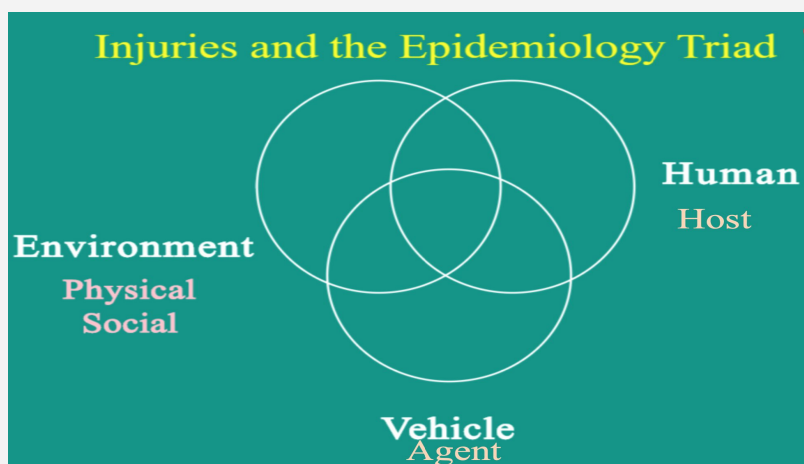 Injuries and the Epidemiology Triad
Human
Host
Environment
Physical
Social
Vehicle
Agent